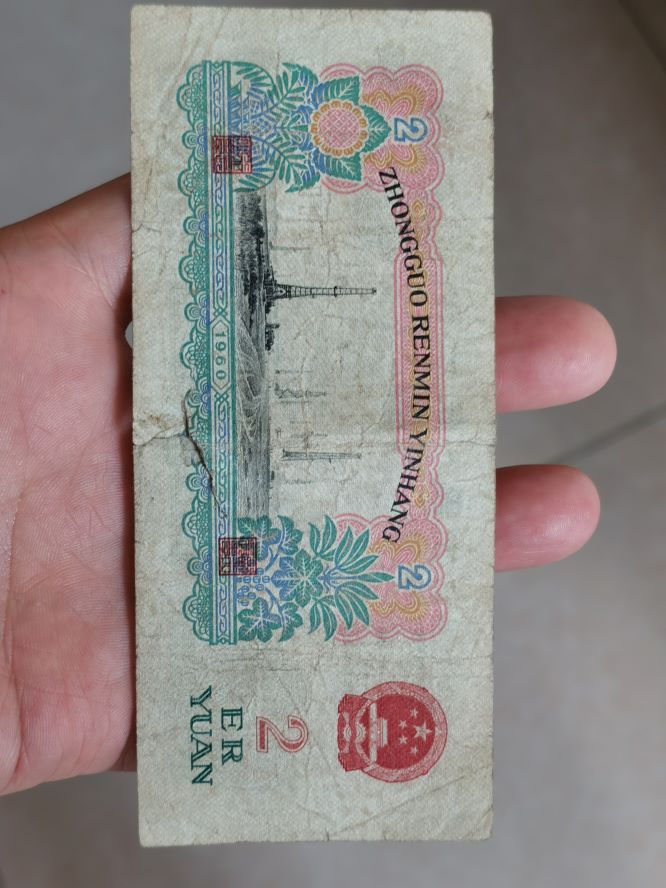 ZHONGGUO RENMIN YINHANG
2
2
1960
2
ER
YUAN